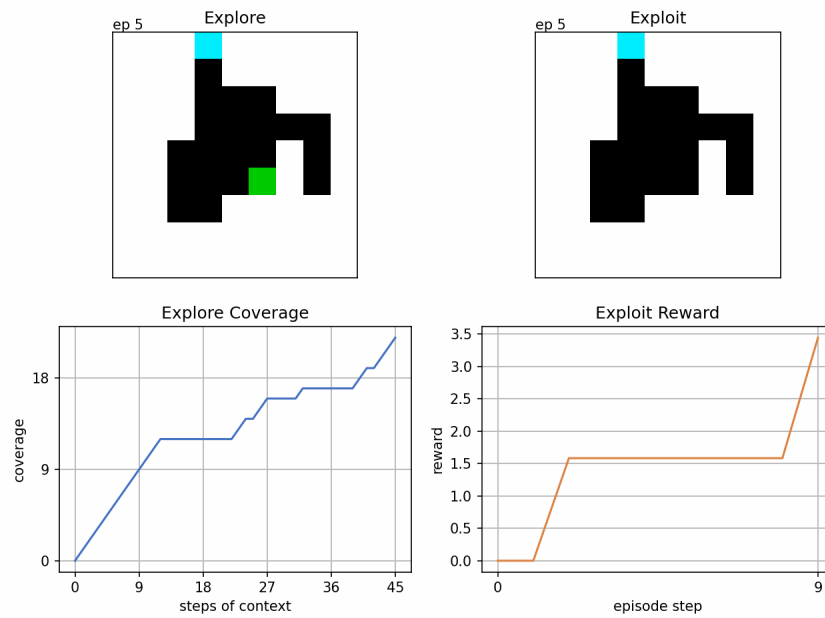 Explore
ep 5
Exploit
ep 5
Explore Coverage
coverage
18
9
0
0 9 18 27 36 45
steps of context
Exploit Reward
reward
3.5
3.0
2.5
2.0
1.5
1.0
0.5
0.0
0 9
episode step